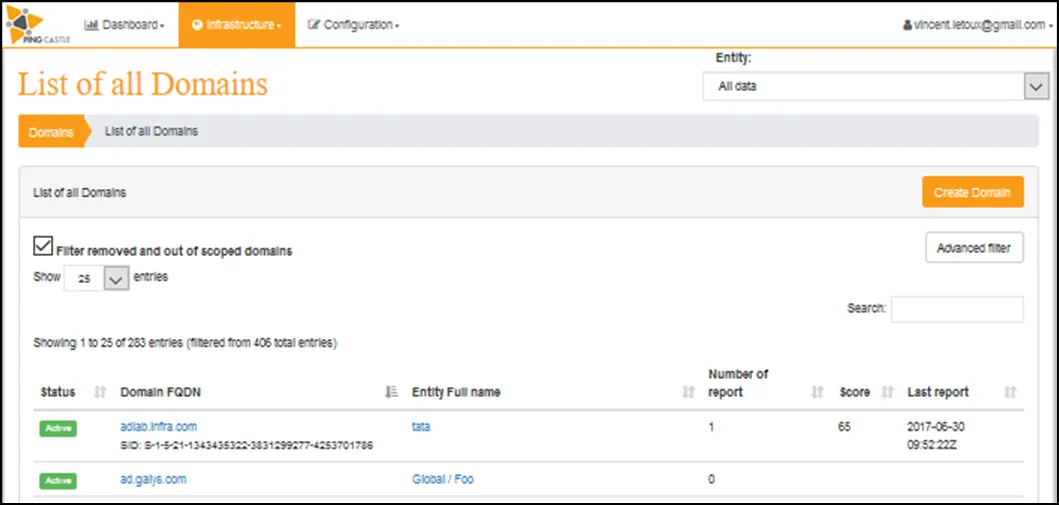 PING CASTLE
Dashboard
Infrastructure
Configuration
vincent.letoux@gmail.com
Entity:
List of all Domains
All data
Domains
List of all Domains
List of all Domains
Create Domain
Filter removed and out of scoped domains
Advanced filter
Show 25 entries
Search:
Showing 1 to 25 of 283 entries (filtered from 406 total entries)
Status Domain FQDN Entity Full name Number of report Score Last report
Active adlab.infra.com tata 1 65 2017-06-30
SID: S-1-5-21-1343435322-3831299277-4253701786 09:52:22Z
Active ad.galys.com Global / Foo 0